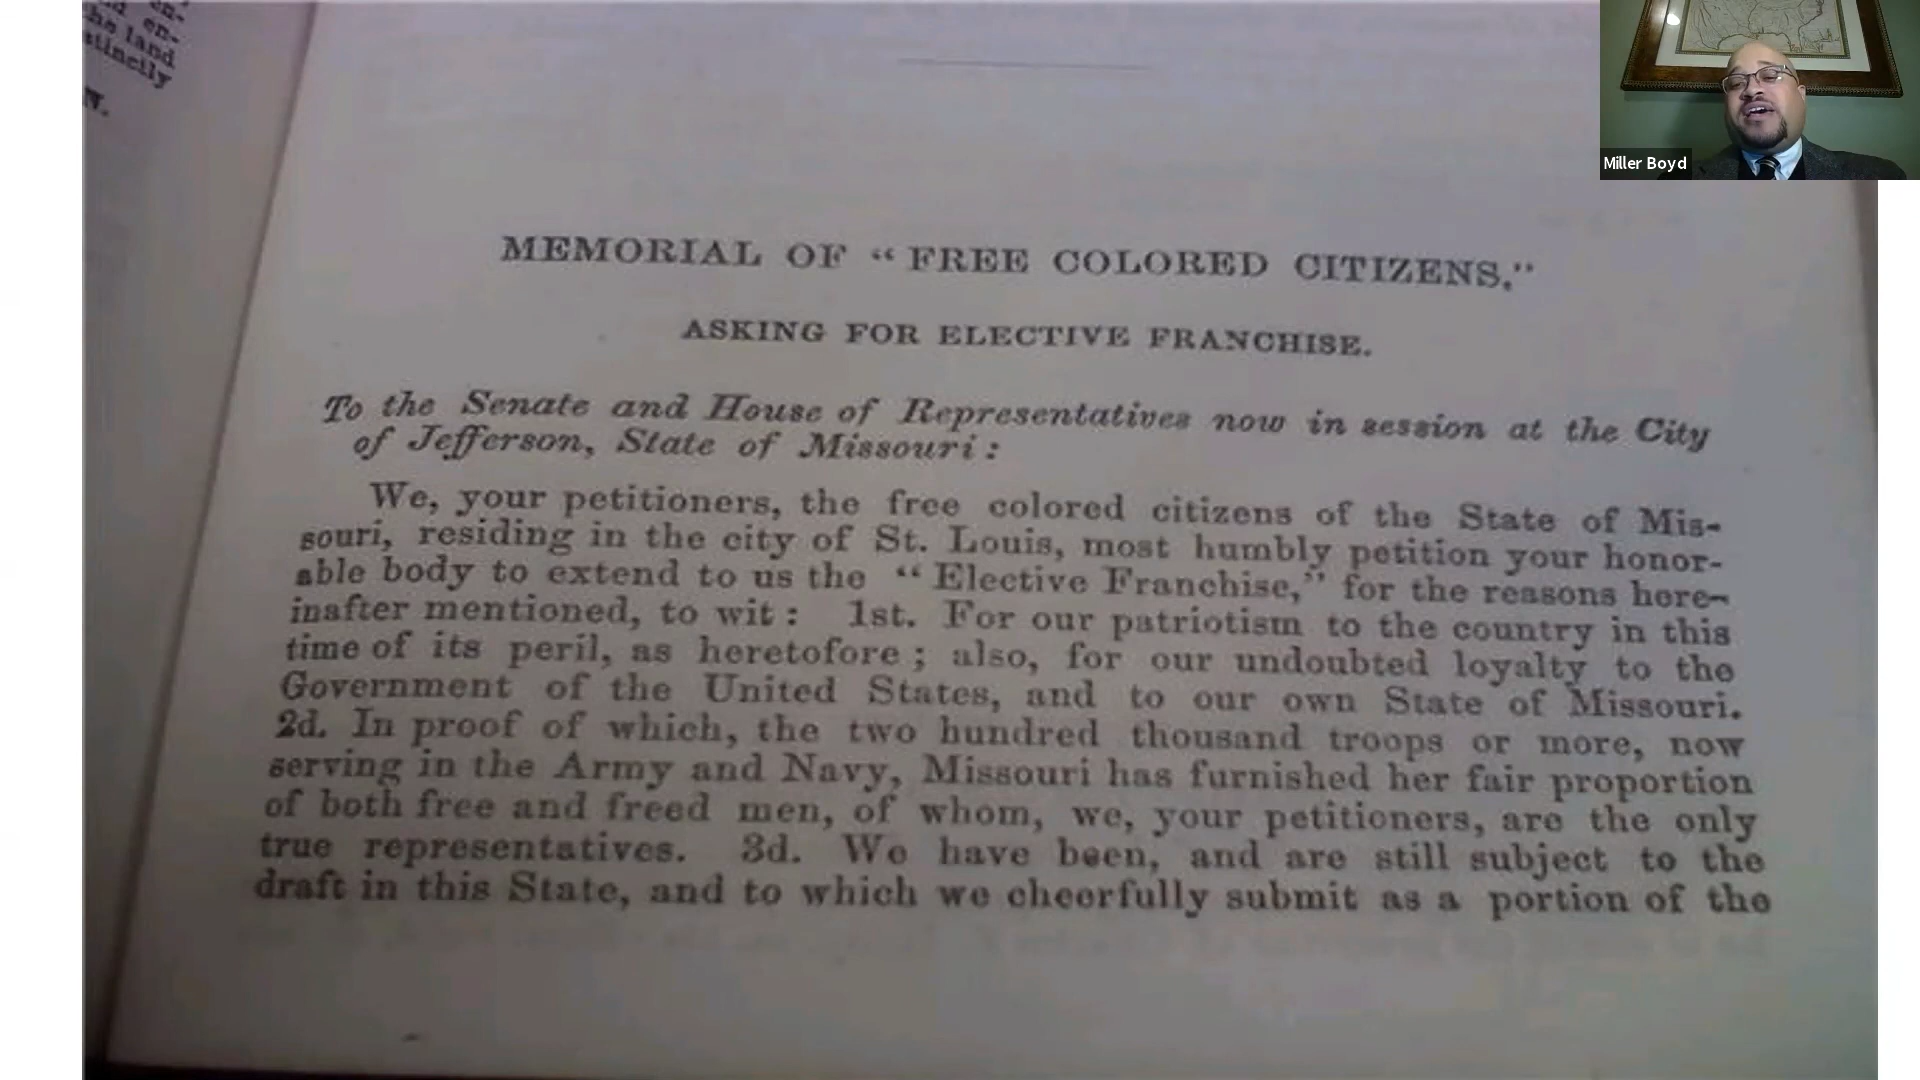 en-
the land
stinctly
N.
Miller Boyd
MEMORIAL OF “FREE COLORED CITIZENS,”
ASKING FOR ELECTIVE FRANCHISE.
To the Senate and House of Representatives now in session at the City
of Jefferson, State of Missouri:
We, your petitioners, the free colored citizens of the State of Mis-
souri, residing in the city of St. Louis, most humbly petition your honor-
able body to extend to us the “Elective Franchise,” for the reasons here-
inafter mentioned, to wit: 1st. For our patriotism to the country in this
time of its peril, as heretofore; also, for our undoubted loyalty to the
Government of the United States, and to our own State of Missouri.
2d. In proof of which, the two hundred thousand troops or more, now
serving in the Army and Navy, Missouri has furnished her fair proportion
of both free and freed men, of whom, we, your petitioners, are the only
true representatives. 3d. We have been, and are still subject to the
draft in this State, and to which we cheerfully submit as a portion of the